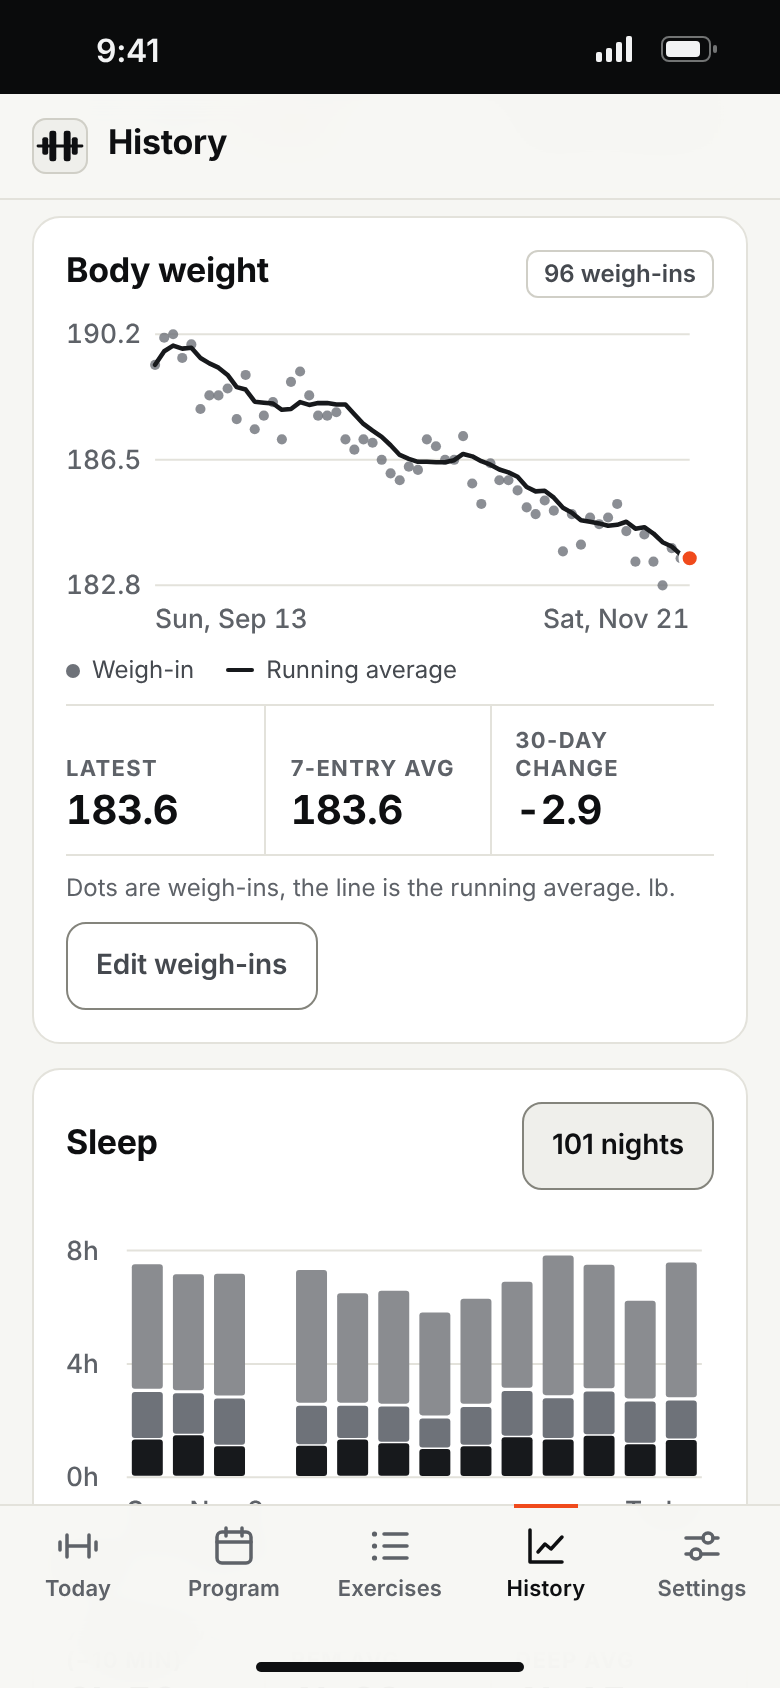 9:41
History
Body weight
96 weigh-ins
190.2
186.5
182.8
Sun, Sep 13
Sat, Nov 21
Weigh-in
Running average
LATEST
183.6
7-ENTRY AVG
183.6
30-DAY
CHANGE
-2.9
Dots are weigh-ins, the line is the running average. lb.
Edit weigh-ins
Sleep
101 nights
8h
4h
0h
Today
Program
Exercises
History
Settings